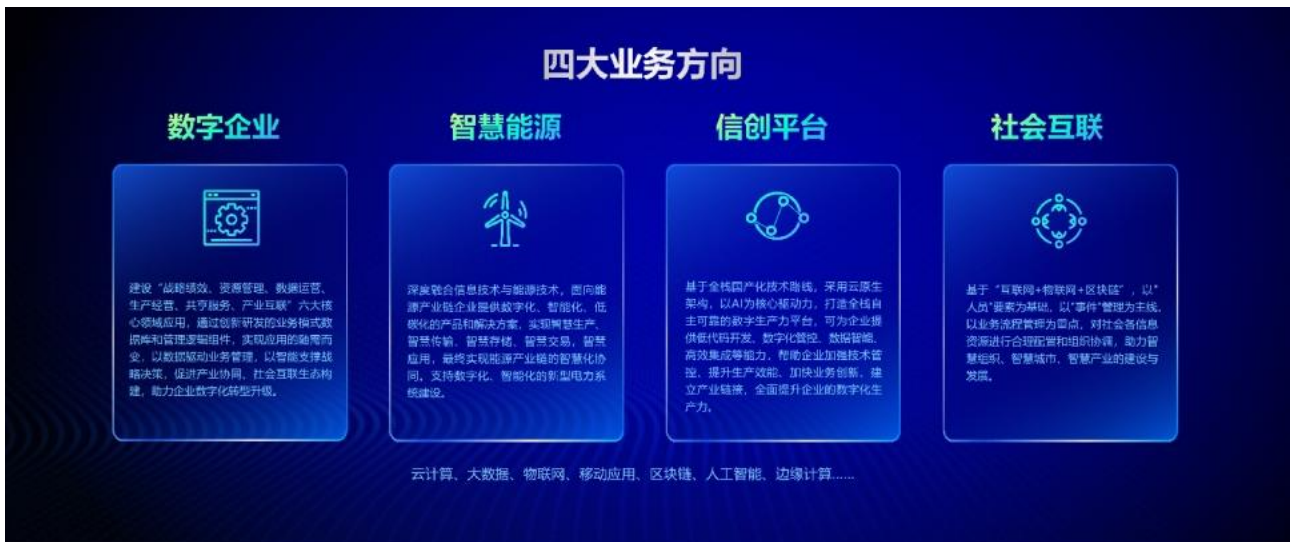 四大业务方向
数字企业
建设“战略绩效、资源管理、数据运营、
生产经营、共享服务、产业互联”六大核
心领域应用，通过创新研发的业务模式数
据库和管理逻辑组件，实现应用的随需而
变，以数据驱动业务管理，以智能支撑战
略决策，促进产业协同、社会互联生态构
建，助力企业数字化转型升级。
智慧能源
深度融合信息技术与能源技术，面向能
源产业链企业提供数字化、智能化、低
碳化的产品和解决方案，实现智慧生产、
智慧传输、智慧存储、智慧交易，智慧
应用，最终实现能源产业链的智慧化协
同。支持数字化、智能化的新型电力系
统建设。
信创平台
基于全栈国产化技术路线，采用云原生
架构，以AI为核心驱动力，打造全栈自
主可靠的数字生产力平台，可为企业提
供低代码开发、数字化管控、数据智能、
高效集成等能力，帮助企业加强技术管
控、提升生产效能、加快业务创新、建
立产业链接，全面提升企业的数字化生
产力。
社会互联
基于“互联网+物联网+区块链”，以“
人员”要素为基础，以“事件”管理为主线，
以业务流程管理为重点，对社会各信息
资源进行合理配置和组织协调，助力智
慧组织、智慧城市、智慧产业的建设与
发展。
云计算、大数据、物联网、移动应用、区块链、人工智能、边缘计算......